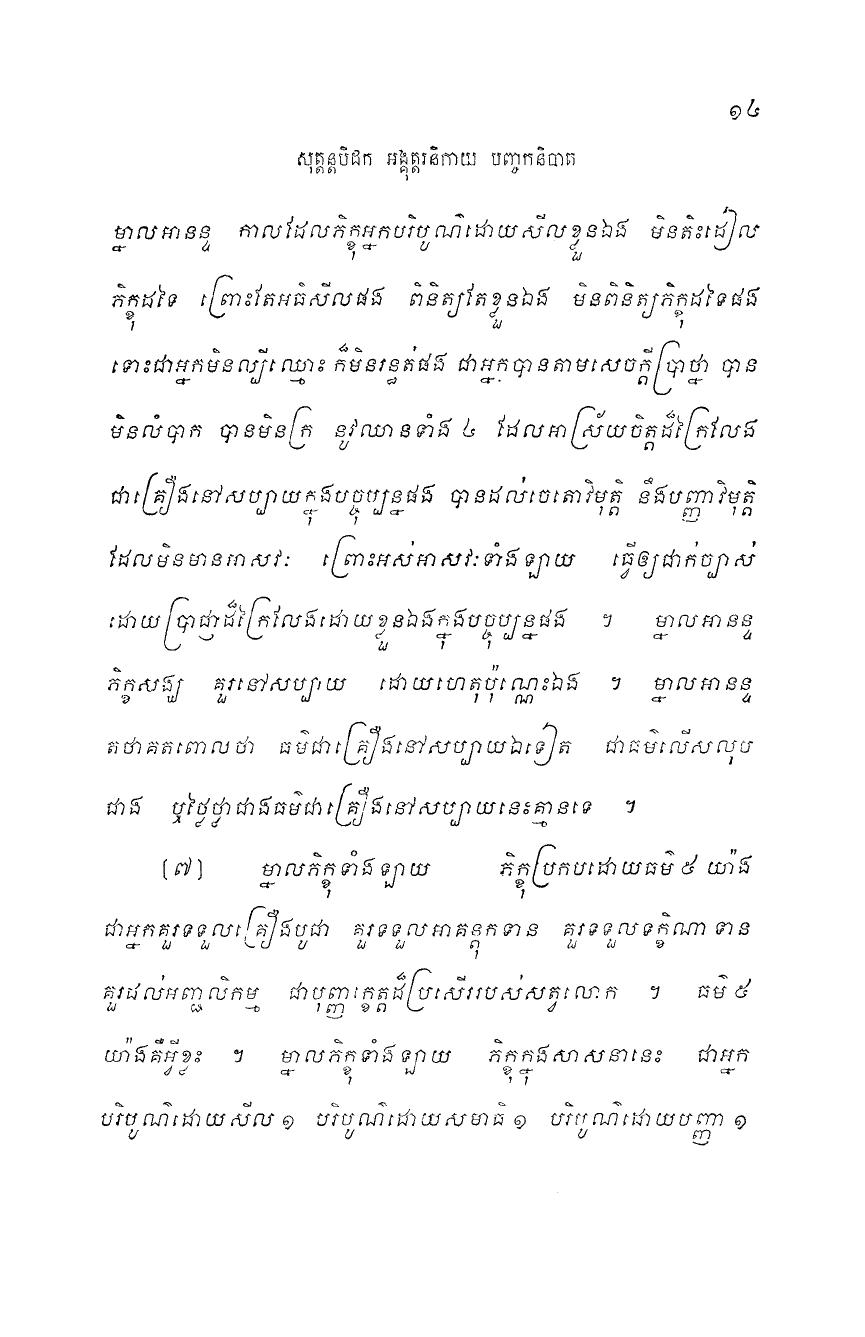 ១៤
សុត្តន្តបិដក អង្គុត្តរនិកាយ បញ្ចកនិបាត
ម្នាលអានន្ទ កាលដែលភិក្ខុអ្នកបរិបូណ៌ដោយសីលខ្លួនឯង មិនតិះដៀល
ភិក្ខុដទៃ ព្រោះតែអធិសីលផង ពិនិត្យតែខ្លួនឯង មិនពិនិត្យភិក្ខុដទៃផង
ទោះជាអ្នកមិនល្បីឈ្មោះ ក៏មិនរន្ធត់ផង ជាអ្នកបានតាមសេចក្តីប្រាថ្នា បាន
មិនលំបាក បានមិនក្រ នូវឈានទាំង ៤ ដែលអាស្រ័យចិត្តដ៏ក្រៃលែង
ជាគ្រឿងនៅសប្បាយក្នុងបច្ចុប្បន្នផង បានដល់ចេតោវិមុត្តិ នឹងបញ្ញាវិមុត្តិ
ដែលមិនមានអាសវៈ ព្រោះអស់អាសវៈទាំងឡាយ ធ្វើឲ្យជាក់ច្បាស់
ដោយប្រាជ្ញាដ៏ក្រៃលែងដោយខ្លួនឯងក្នុងបច្ចុប្បន្នផង ។ ម្នាលអានន្ទ
ភិក្ខុសង្ឃ គួរនៅសប្បាយ ដោយហេតុប៉ុណ្ណេះឯង ។ ម្នាលអានន្ទ
តថាគតពោលថា ធម៌ជាគ្រឿងនៅសប្បាយឯទៀត ជាធម៌លើសលុប
ជាង ឬថ្លៃថ្លាជាងធម៌ជាគ្រឿងនៅសប្បាយនេះគ្មានទេ ។
[៧] ម្នាលភិក្ខុទាំងឡាយ ភិក្ខុប្រកបដោយធម៌ ៥ យ៉ាង
ជាអ្នកគួរទទួលគ្រឿងបូជា គួរទទួលអាគន្តុកទាន គួរទទួលទក្ខិណាទាន
គួរដល់អញ្ជលិកម្ម ជាបុញ្ញក្ខេត្តដ៏ប្រសើររបស់សត្វលោក ។ ធម៌ ៥
យ៉ាងគឺអ្វីខ្លះ ។ ម្នាលភិក្ខុទាំងឡាយ ភិក្ខុក្នុងសាសនានេះ ជាអ្នក
បរិបូណ៌ដោយសីល ១ បរិបូណ៌ដោយសមាធិ ១ បរិបូណ៌ដោយបញ្ញា ១